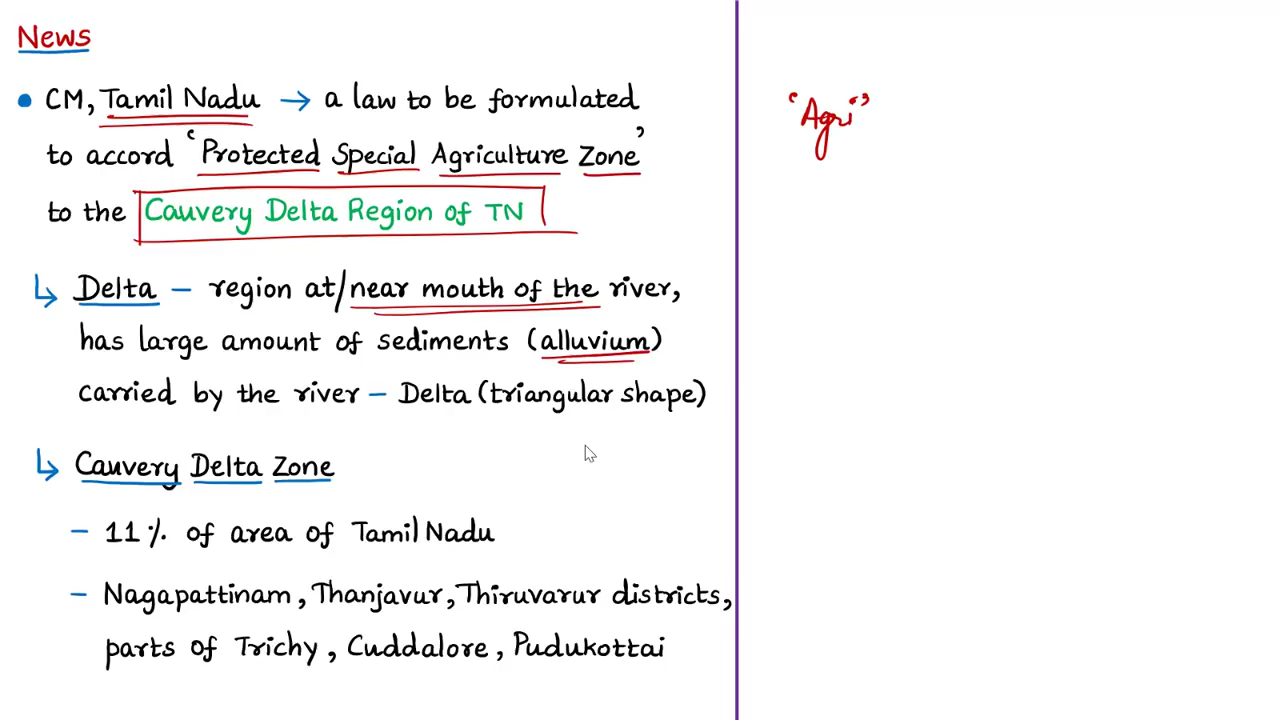 News
• CM, Tamil Nadu → a law to be formulated
to accord 'Protected Special Agriculture Zone'
to the Cauvery Delta Region of TN
↳ Delta – region at/near mouth of the river,
has large amount of sediments (alluvium)
carried by the river – Delta (triangular shape)
↳ Cauvery Delta Zone
– 11% of area of Tamil Nadu
– Nagapattinam, Thanjavur, Thiruvarur districts,
parts of Trichy, Cuddalore, Pudukottai
'Agri'